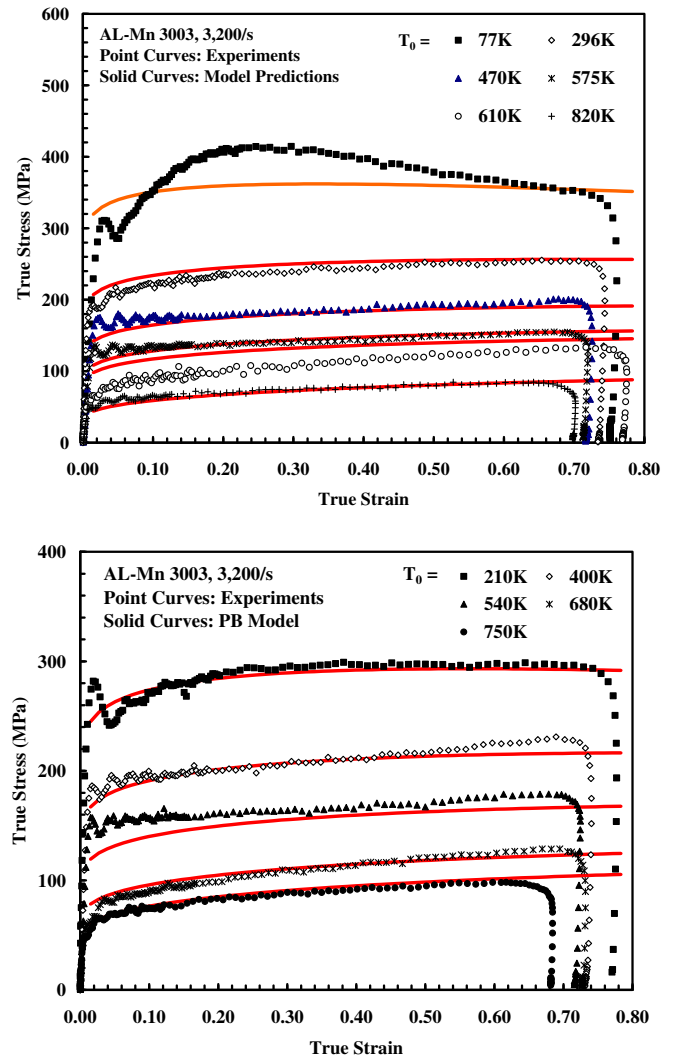 600
AL-Mn 3003, 3,200/s
Point Curves: Experiments
Solid Curves: Model Predictions
T0 =
77K
296K
470K
575K
610K
820K
500
400
300
200
100
0
True Stress (MPa)
0.00 0.10 0.20 0.30 0.40 0.50 0.60 0.70 0.80
True Strain
400
AL-Mn 3003, 3,200/s
Point Curves: Experiments
Solid Curves: PB Model
T0 =
210K
400K
540K
680K
750K
300
200
100
0
True Stress (MPa)
0.00 0.10 0.20 0.30 0.40 0.50 0.60 0.70 0.80
True Strain